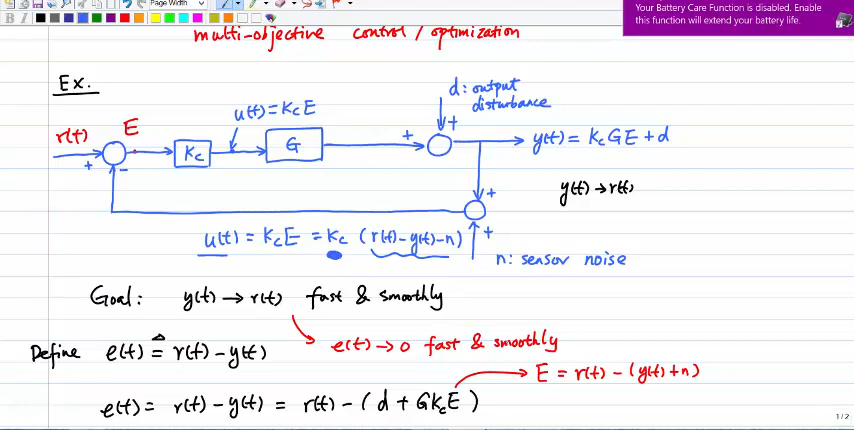 Page Width
Your Battery Care Function is disabled. Enable
this function will extend your battery life.
multi-objective control / optimization
Ex.
d: output
disturbance
u(t) = KcE
r(t)
E
+
-
Kc
G
+
+
y(t) = KcGE + d
y(t) → r(t)
+
+
u(t) = KcE = Kc (r(t) - y(t) - n)
n: sensor noise
Goal: y(t) → r(t) fast & smoothly
e(t) → 0 fast & smoothly
Define e(t) ≜ r(t) - y(t)
E = r(t) - (y(t) + n)
e(t) = r(t) - y(t) = r(t) - ( d + GKcE )
1 / 2